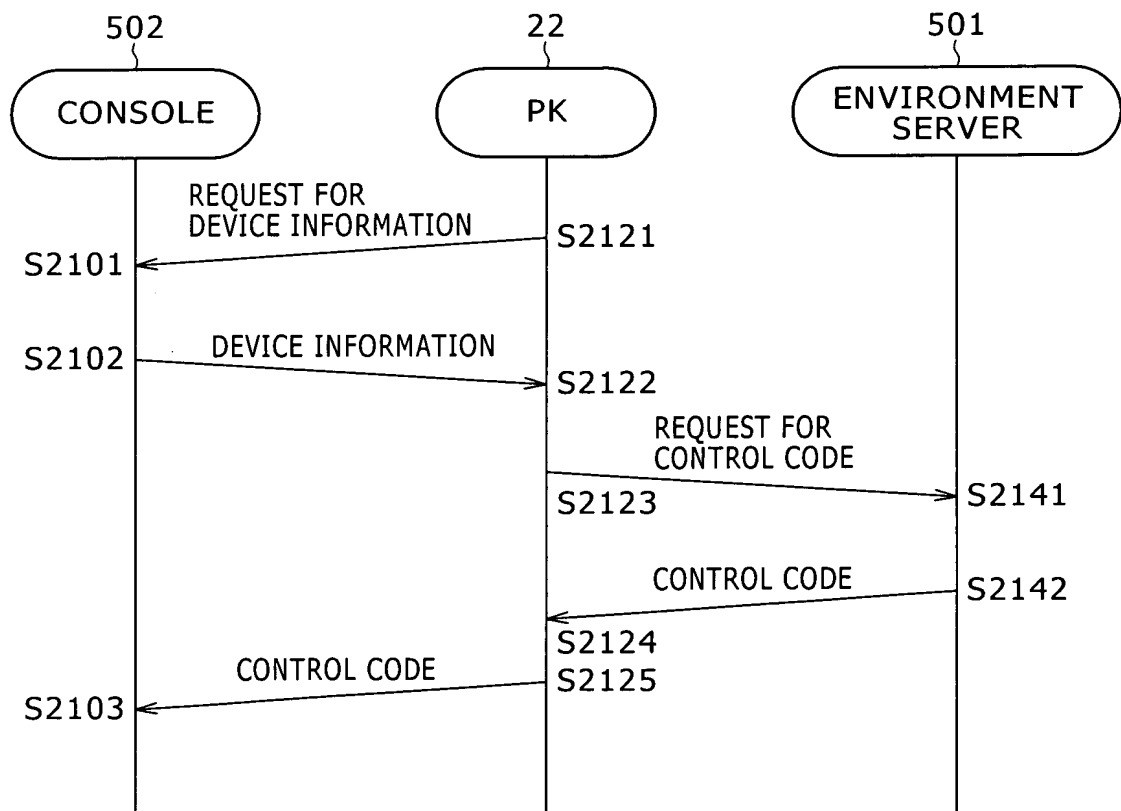 502
22
501
CONSOLE
PK
ENVIRONMENT
SERVER
REQUEST FOR
DEVICE INFORMATION
S2121
S2101
S2102
DEVICE INFORMATION
S2122
REQUEST FOR
CONTROL CODE
S2123
S2141
CONTROL CODE
S2142
S2124
CONTROL CODE
S2125
S2103